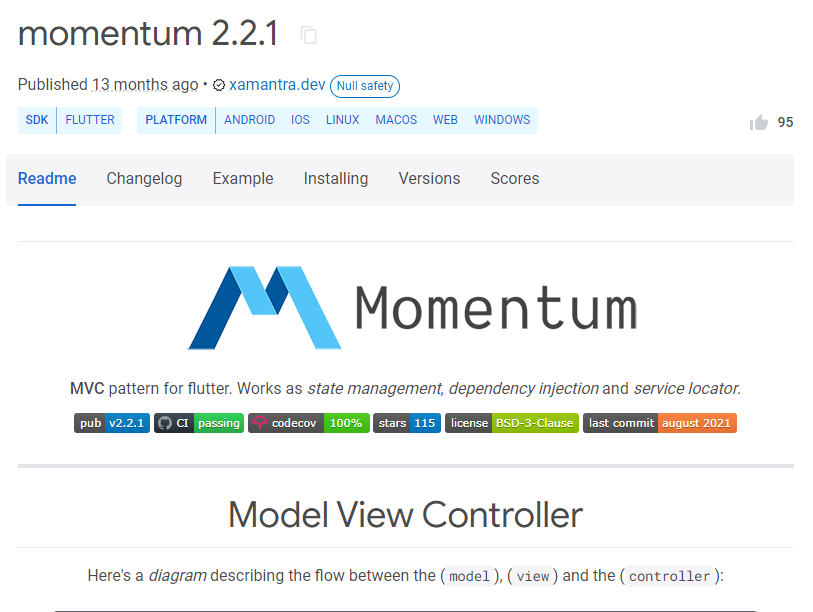 momentum 2.2.1
Published 13 months ago • xamantra.dev Null safety
SDK FLUTTER PLATFORM ANDROID IOS LINUX MACOS WEB WINDOWS 95
Readme Changelog Example Installing Versions Scores
Momentum
MVC pattern for flutter. Works as state management, dependency injection and service locator.
pub v2.2.1 CI passing codecov 100% stars 115 license BSD-3-Clause last commit august 2021
Model View Controller
Here's a diagram describing the flow between the (model), (view) and the (controller):